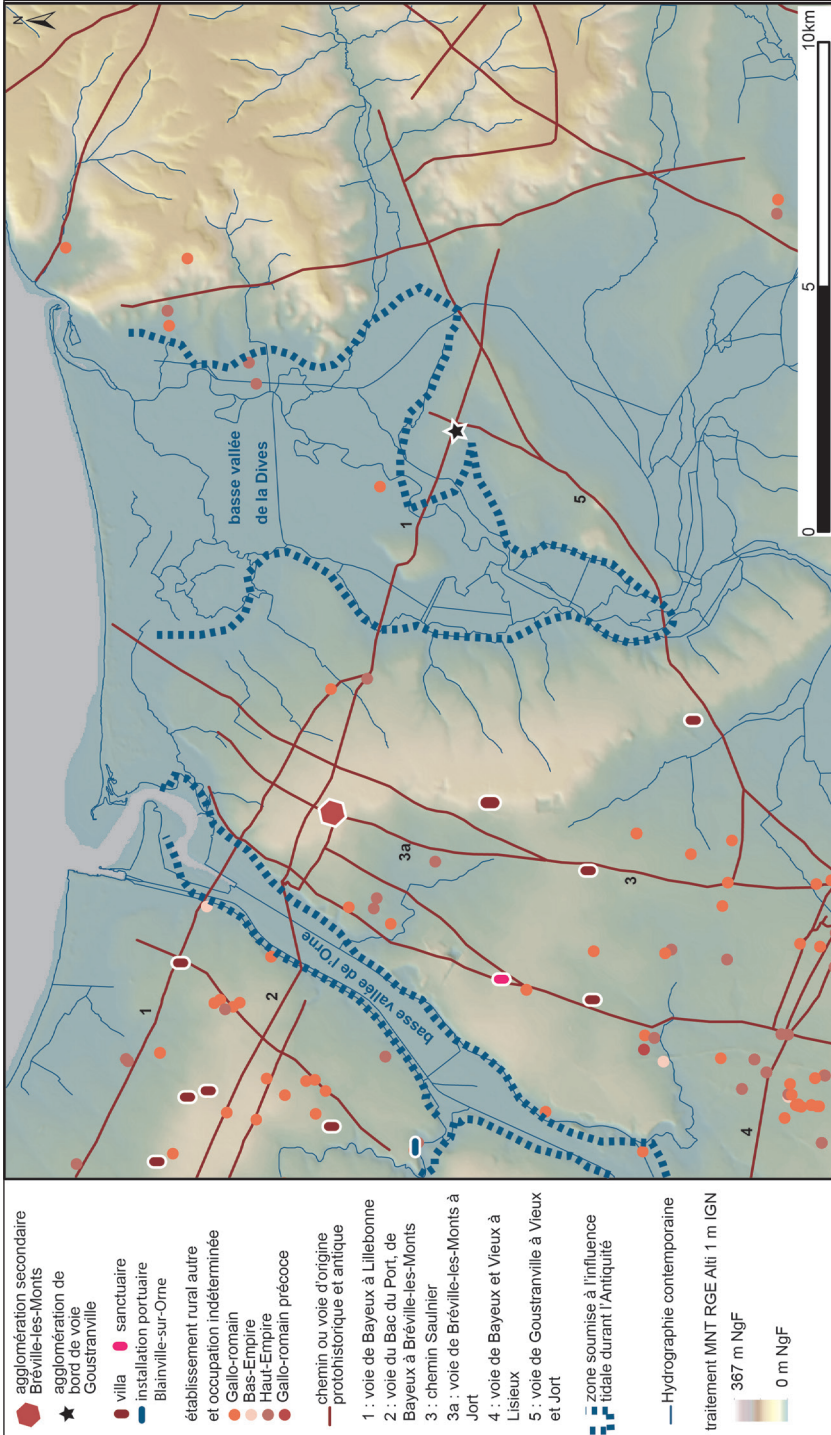 agglomération secondaire
Bréville-les-Monts
agglomération de
bord de voie
Goustranville
villa
sanctuaire
installation portuaire
Blainville-sur-Orne
établissement rural autre
et occupation indéterminée
Gallo-romain
Bas-Empire
Haut-Empire
Gallo-romain précoce
chemin ou voie d'origine
protohistorique et antique
1 : voie de Bayeux à Lillebonne
2 : voie du Bac du Port, de
Bayeux à Bréville-les-Monts
3 : chemin Saulnier
3a : voie de Bréville-les-Monts à
Jort
4 : voie de Bayeux et Vieux à
Lisieux
5 : voie de Goustranville à Vieux
et Jort
zone soumise à l'influence
tidale durant l'Antiquité
Hydrographie contemporaine
traitement MNT RGE Alti 1 m IGN
367 m NgF
0 m NgF
N
basse vallée
de la Dives
basse vallée de l'Orne
1
1
2
3a
3
4
5
0
5
10km